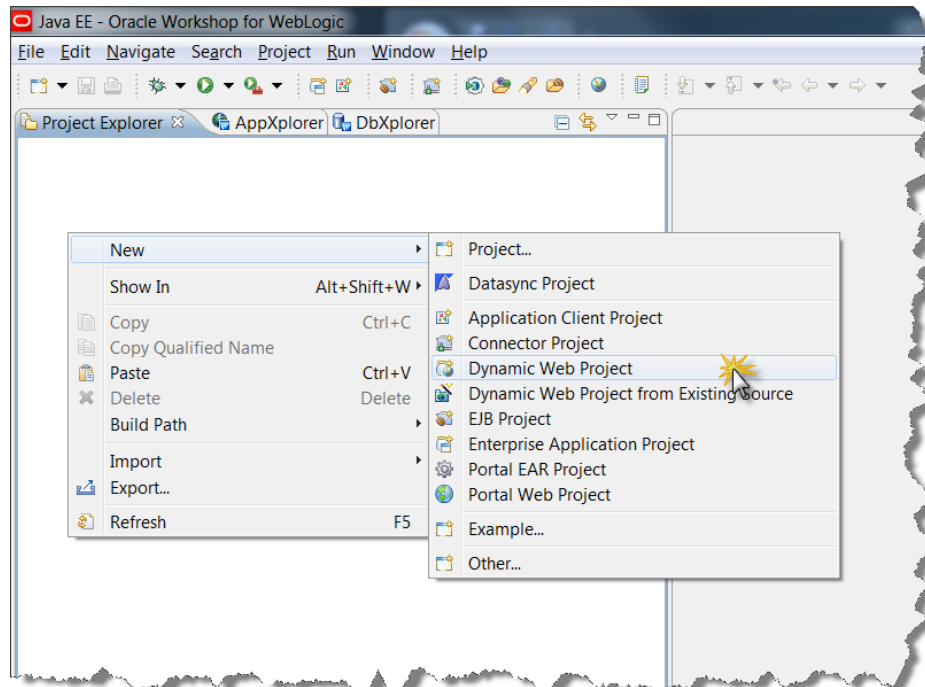 Java EE - Oracle Workshop for WebLogic
File Edit Navigate Search Project Run Window Help
Project Explorer AppXplorer DbXplorer
New
Show In Alt+Shift+W
Copy Ctrl+C
Copy Qualified Name
Paste Ctrl+V
Delete Delete
Build Path
Import
Export...
Refresh F5
Project...
Datasync Project
Application Client Project
Connector Project
Dynamic Web Project
Dynamic Web Project from Existing Source
EJB Project
Enterprise Application Project
Portal EAR Project
Portal Web Project
Example...
Other...